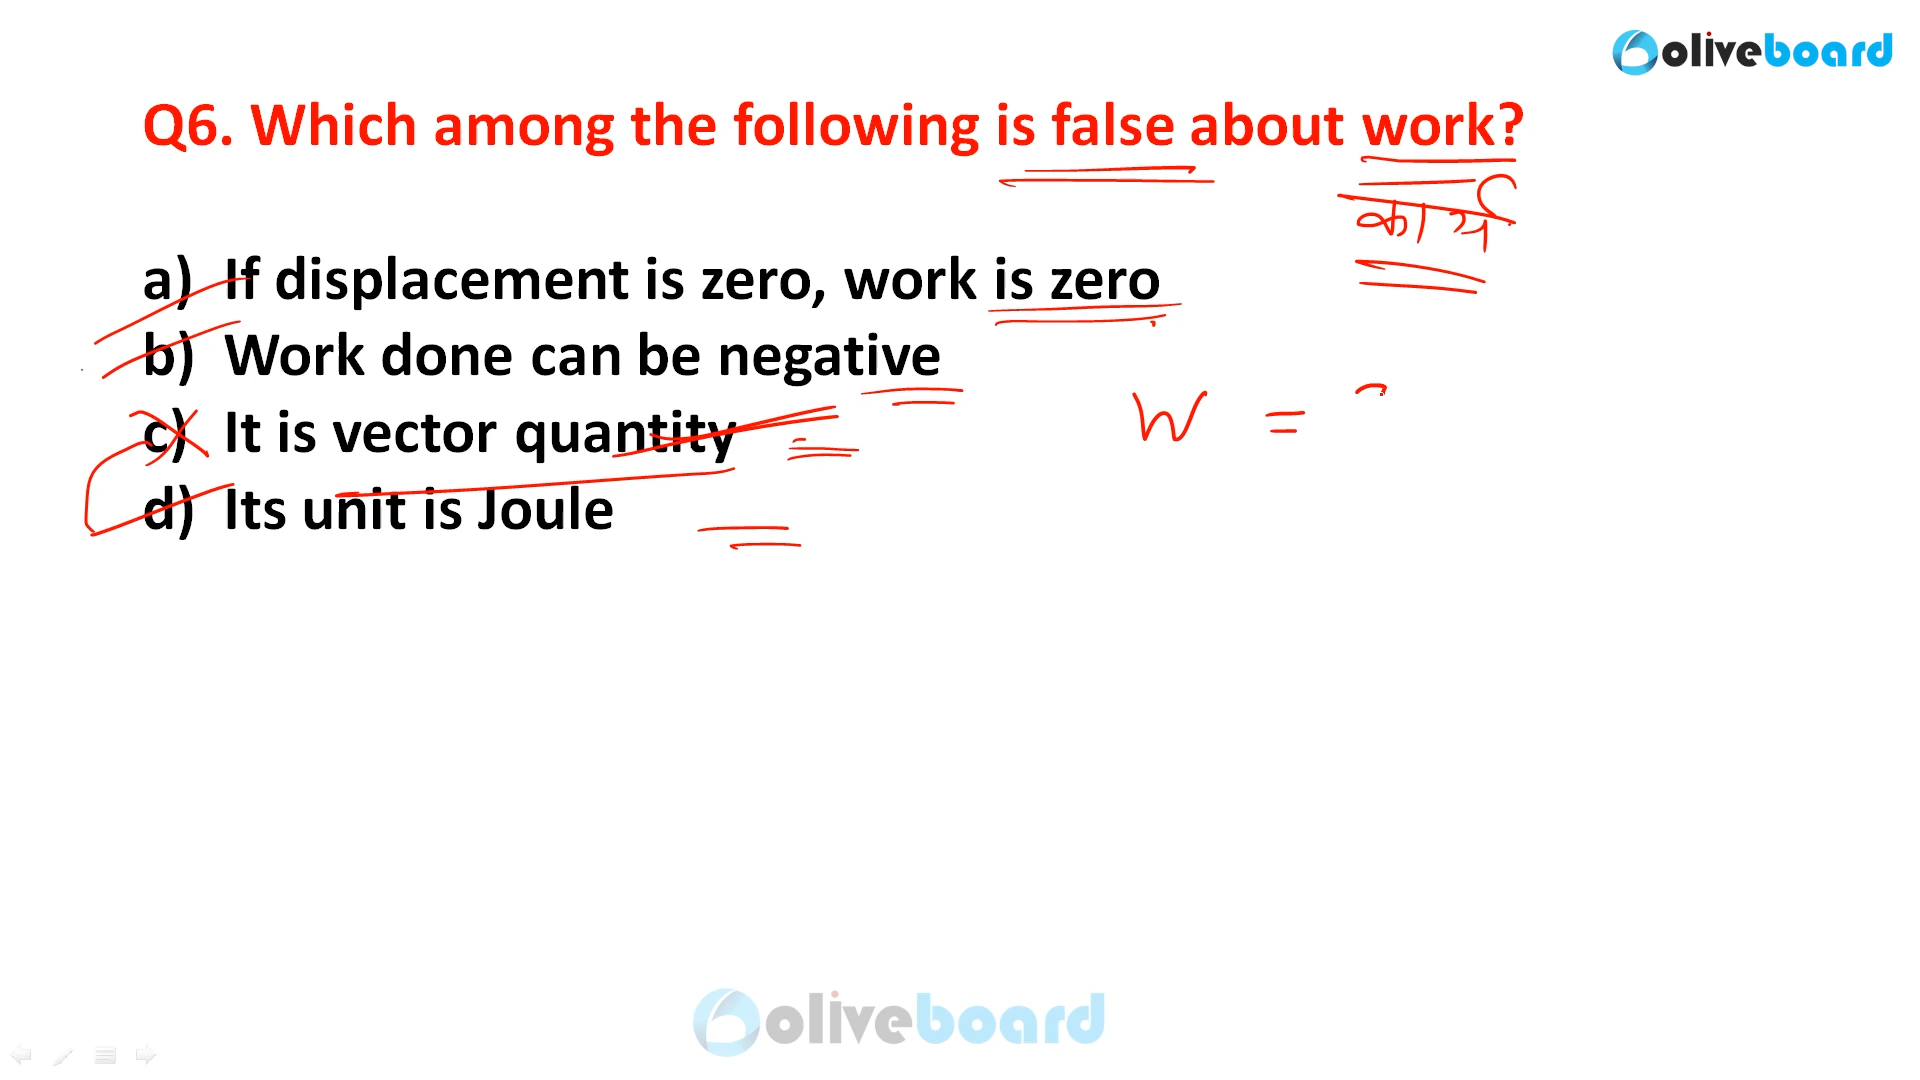 oliveboard
Q6. Which among the following is false about work?
कार्य
a) If displacement is zero, work is zero
b) Work done can be negative
c) It is vector quantity
W =
d) Its unit is Joule
oliveboard